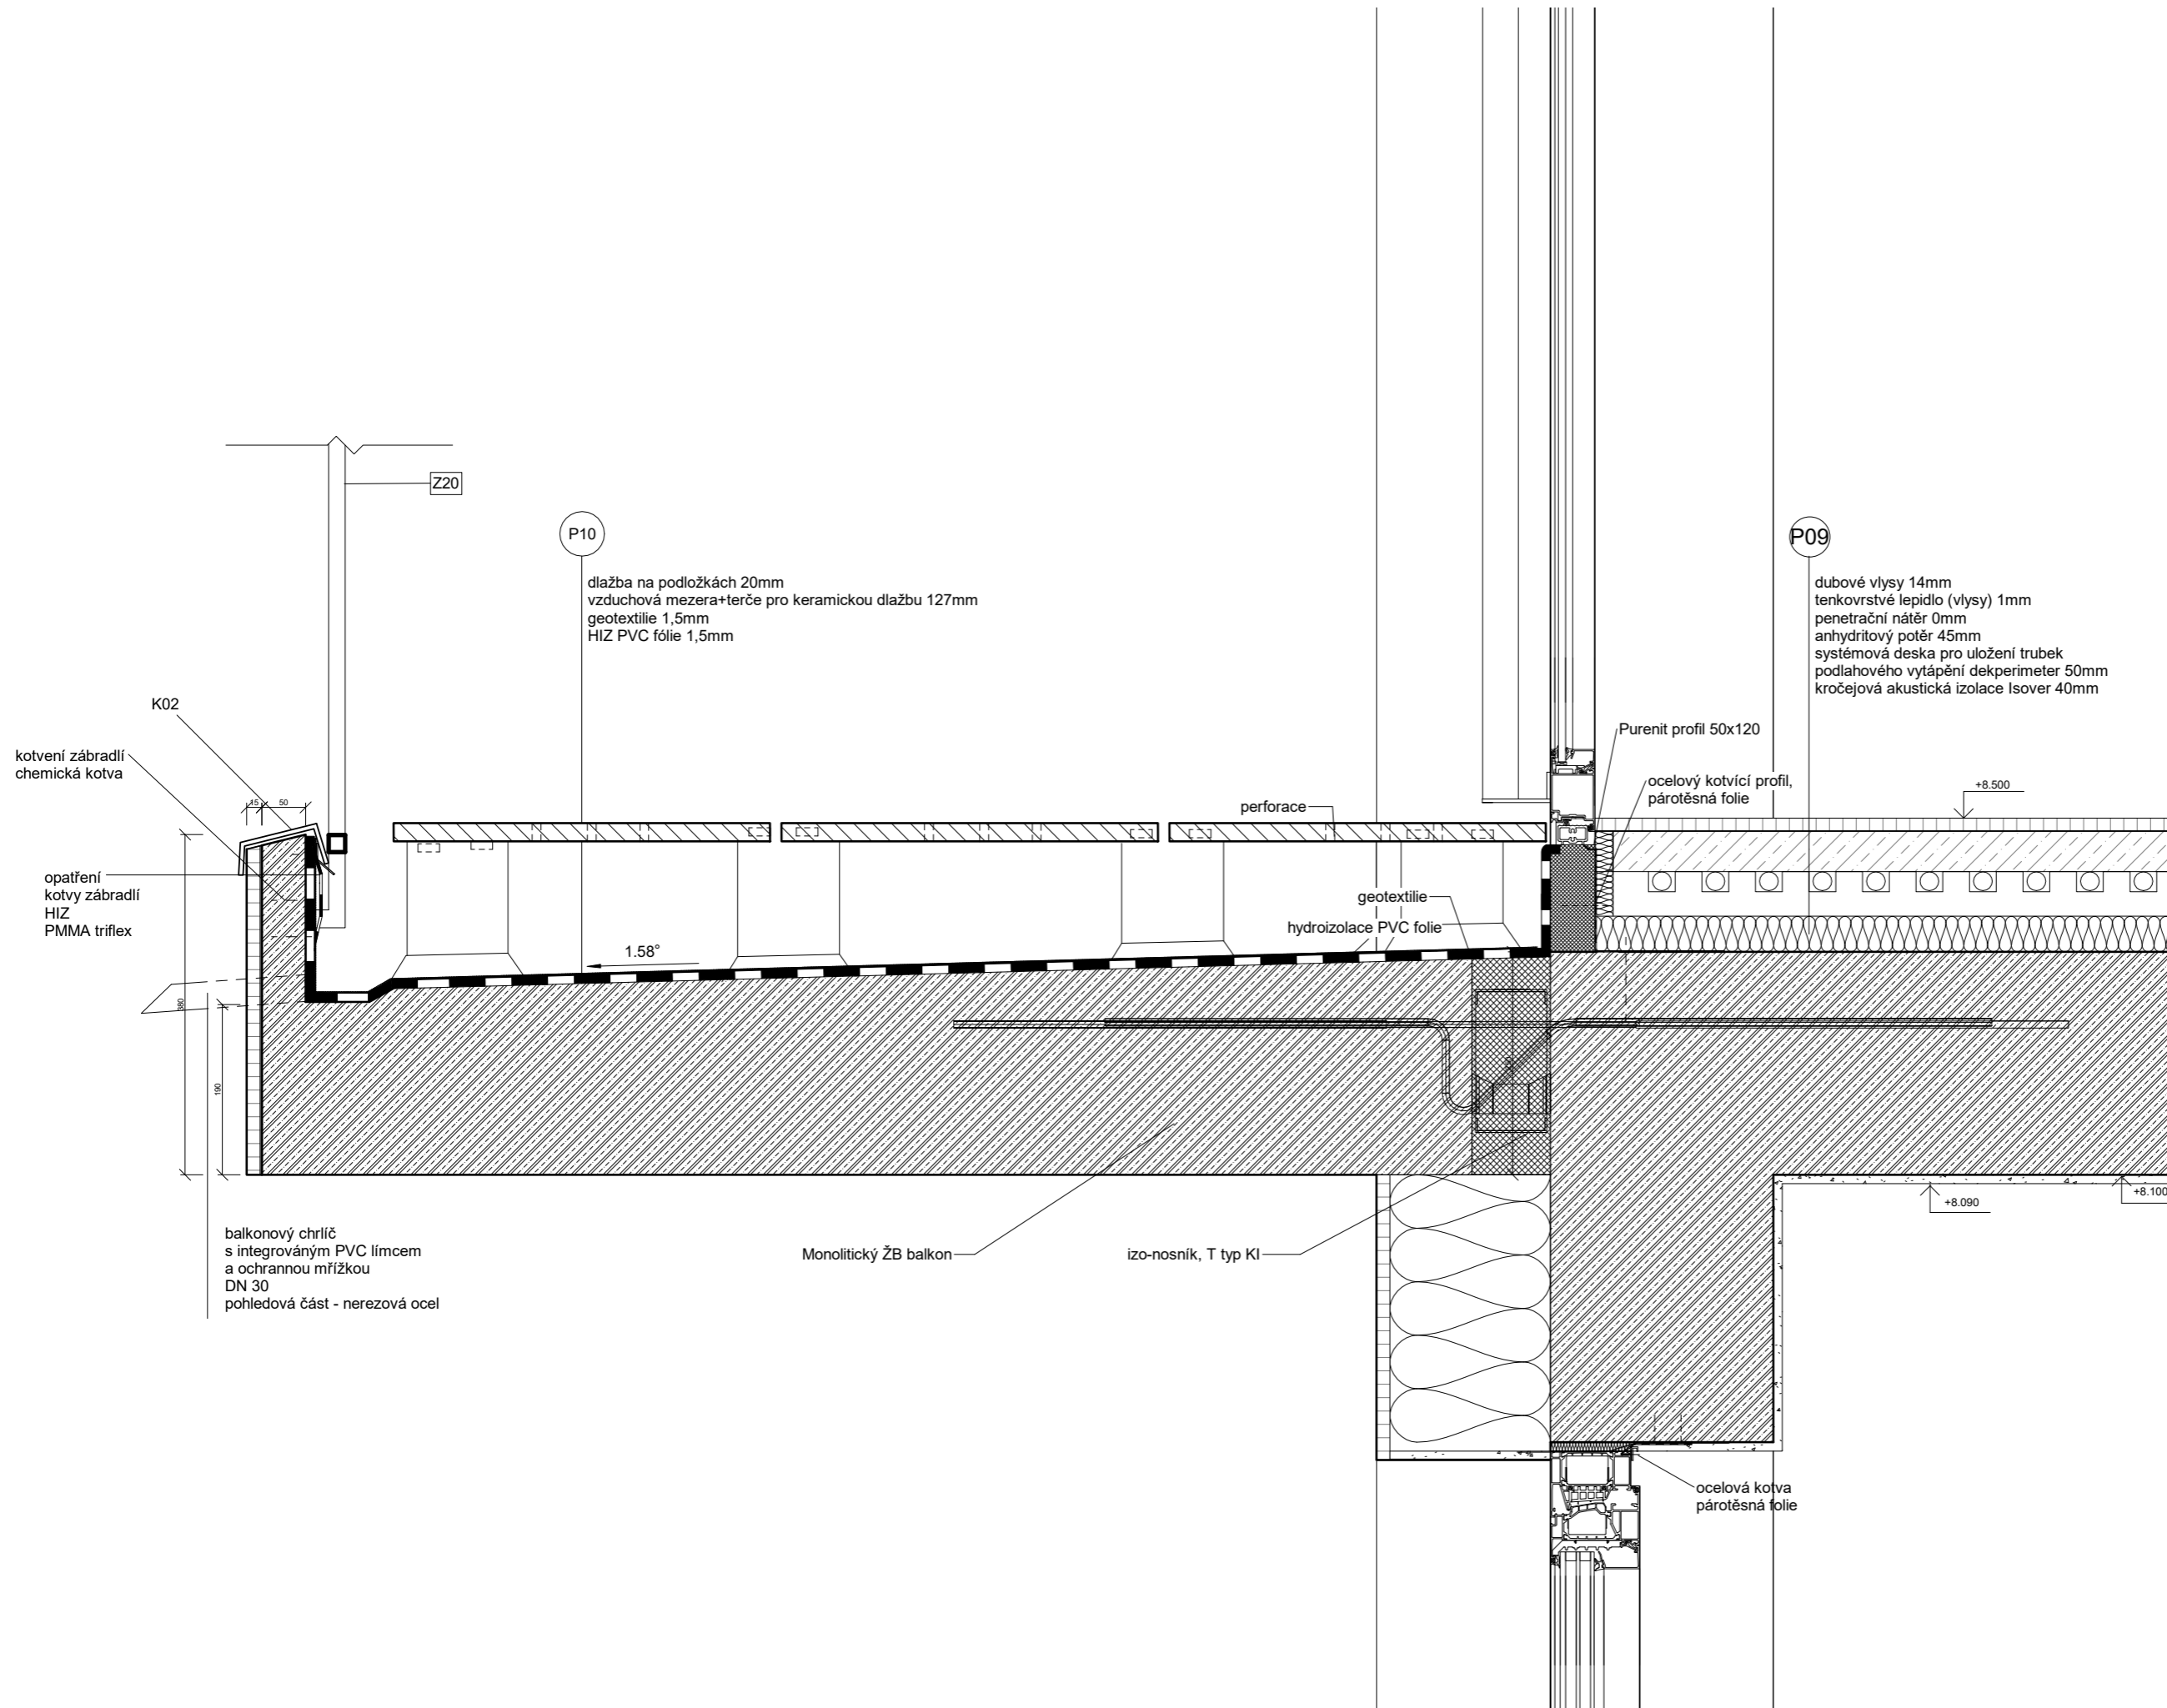 Z20
P10
dlažba na podložkách 20mm
vzduchová mezera+terče pro keramickou dlažbu 127mm
geotextilie 1,5mm
HIZ PVC fólie 1,5mm
P09
dubové vlysy 14mm
tenkovrstvé lepidlo (vlysy) 1mm
penetrační nátěr 0mm
anhydritový potěr 45mm
systémová deska pro uložení trubek
podlahového vytápění dekperimeter 50mm
kročejová akustická izolace Isover 40mm
K02
kotvení zábradlí
chemická kotva
Purenit profil 50x120
ocelový kotvící profil,
párotěsná folie
+8.500
15
50
perforace
opatření
kotvy zábradlí
HIZ
PMMA triflex
geotextilie
hydroizolace PVC folie
1.58°
380
190
+8.090
+8.100
balkonový chrlíč
s integrováným PVC límcem
a ochrannou mřížkou
DN 30
pohledová část - nerezová ocel
Monolitický ŽB balkon
izo-nosník, T typ KI
ocelová kotva
párotěsná folie